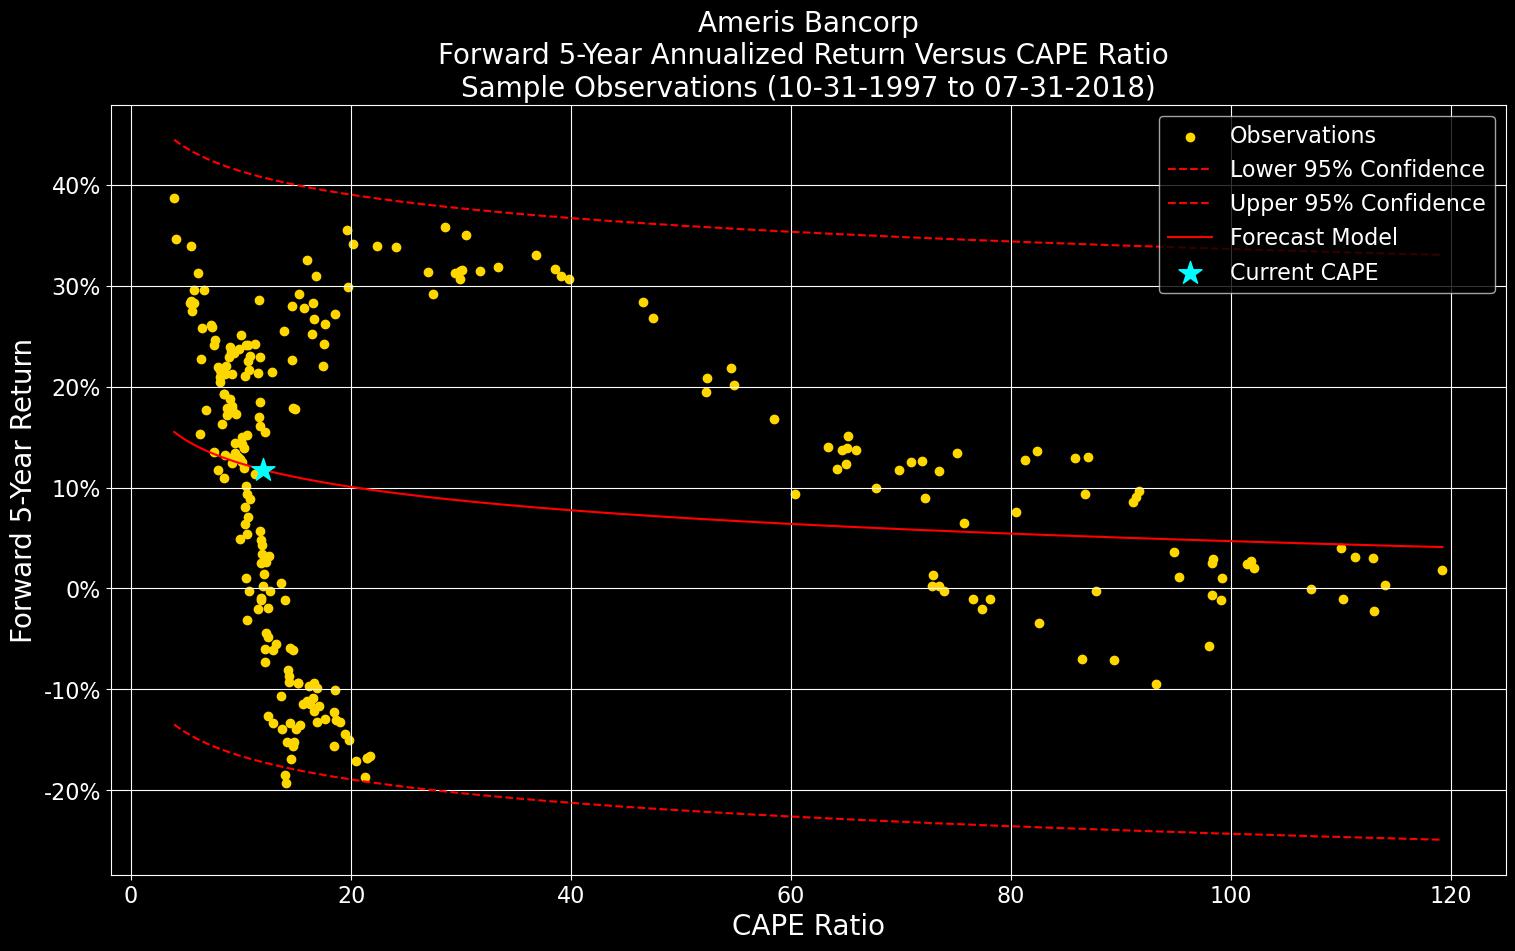 Ameris Bancorp
Forward 5-Year Annualized Return Versus CAPE Ratio
Sample Observations (10-31-1997 to 07-31-2018)
Observations
Lower 95% Confidence
Upper 95% Confidence
Forecast Model
Current CAPE
Forward 5-Year Return
40%
30%
20%
10%
0%
-10%
-20%
0 20 40 60 80 100 120
CAPE Ratio